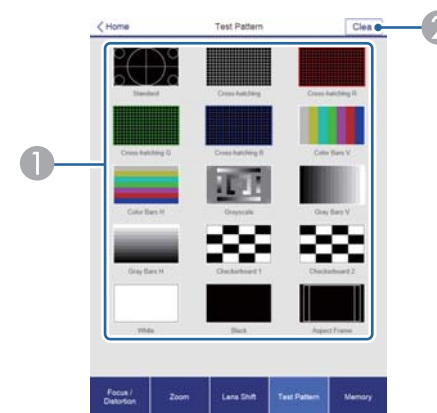 Home Test Pattern Clea 2
Standard Cross-hatching Cross-hatching R
1
Cross-hatching G Cross-hatching B Color Bars V
Color Bars H Grayscale Gray Bars V
Gray Bars H Checkerboard 1 Checkerboard 2
White Black Aspect Frame
Focus / Distortion Zoom Lens Shift Test Pattern Memory